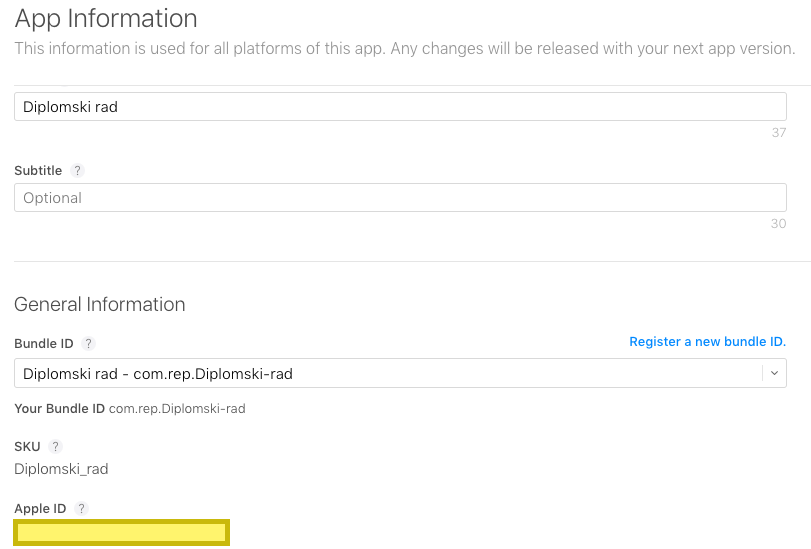 App Information
This information is used for all platforms of this app. Any changes will be released with your next app version.
Diplomski rad
37
Subtitle ?
Optional
30
General Information
Bundle ID ?
Register a new bundle ID.
Diplomski rad - com.rep.Diplomski-rad
Your Bundle ID com.rep.Diplomski-rad
SKU ?
Diplomski_rad
Apple ID ?